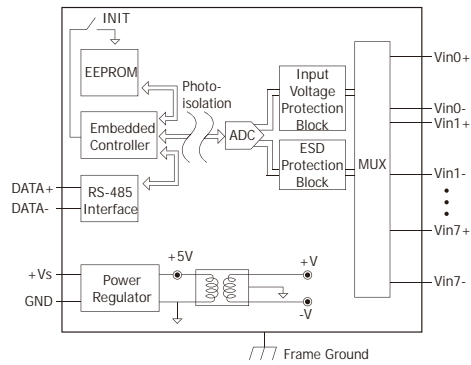 INIT
EEPROM
Photo-
isolation
Embedded
Controller
ADC
Input
Voltage
Protection
Block
ESD
Protection
Block
MUX
Vin0+
Vin0-
Vin1+
Vin1-
Vin7+
Vin7-
DATA+
DATA-
RS-485
Interface
+Vs
GND
Power
Regulator
+5V
+V
-V
Frame Ground